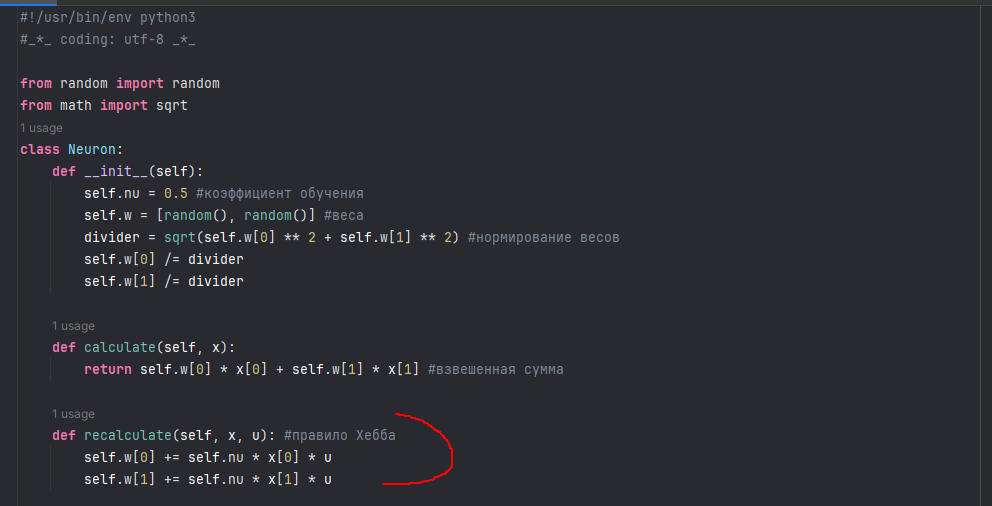 #!/usr/bin/env python3
#_*_ coding: utf-8 _*_
from random import random
from math import sqrt
1 usage
class Neuron:
def __init__(self):
self.nu = 0.5 #коэффициент обучения
self.w = [random(), random()] #веса
divider = sqrt(self.w[0] ** 2 + self.w[1] ** 2) #нормирование весов
self.w[0] /= divider
self.w[1] /= divider
1 usage
def calculate(self, x):
return self.w[0] * x[0] + self.w[1] * x[1] #взвешенная сумма
1 usage
def recalculate(self, x, u): #правило Хебба
self.w[0] += self.nu * x[0] * u
self.w[1] += self.nu * x[1] * u